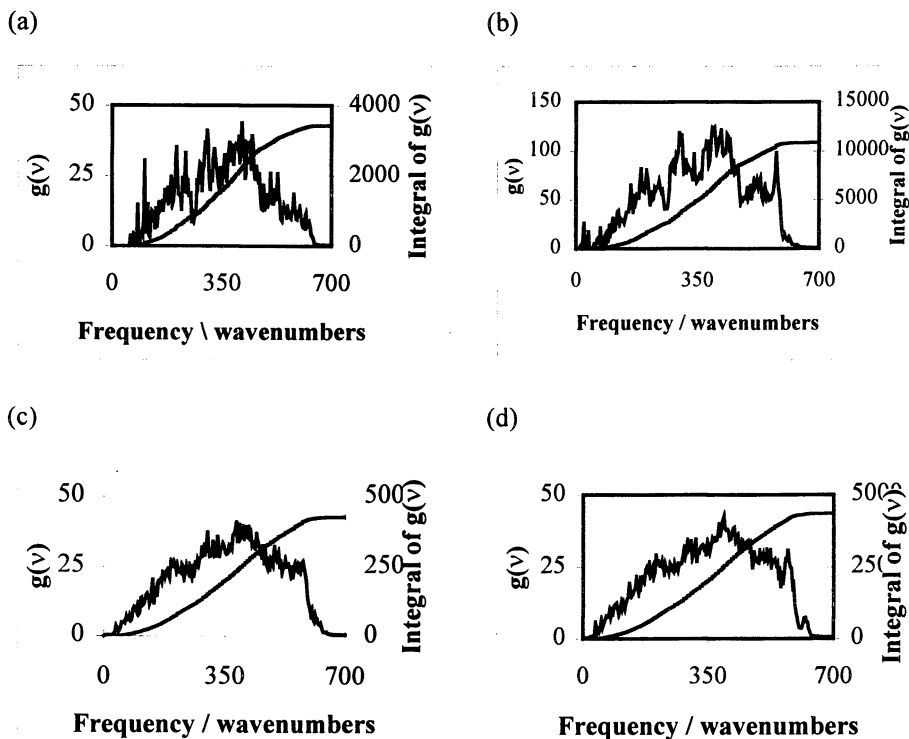 (a)
(b)
50
25
0
g(ν)
4000
2000
0
Integral of g(ν)
0 350 700
Frequency \ wavenumbers
150
100
50
0
g(ν)
15000
10000
5000
0
Integral of g(ν)
0 350 700
Frequency / wavenumbers
(c)
(d)
50
25
0
g(ν)
500
250
0
Integral of g(ν)
0 350 700
Frequency / wavenumbers
50
25
0
g(ν)
0
Integral of g(ν)
0 350 700
Frequency / wavenumbers